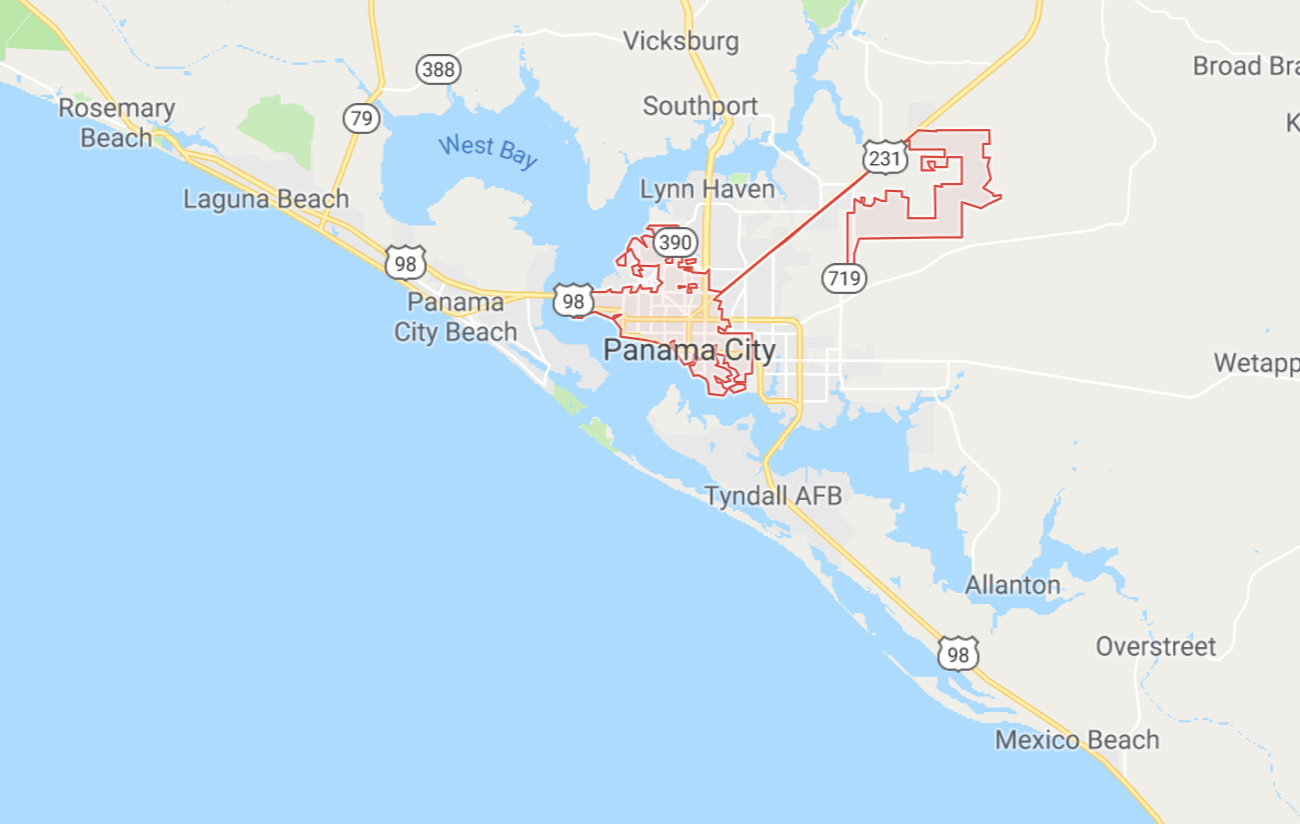 Vicksburg
Broad Bra
388
Rosemary
Beach
Southport
79
K
West Bay
231
Lynn Haven
Laguna Beach
390
98
719
Panama
City Beach
98
Panama City
Wetapp
Tyndall AFB
Allanton
Overstreet
98
Mexico Beach